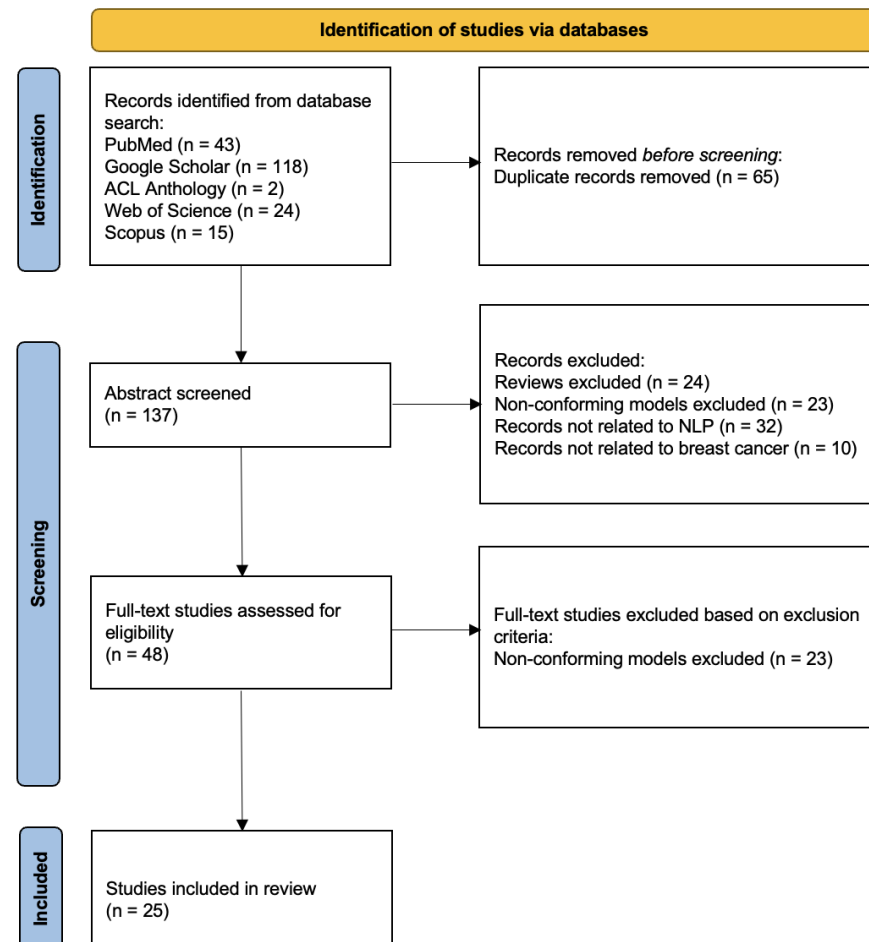 Identification of studies via databases
Identification
Records identified from database
search:
PubMed (n = 43)
Google Scholar (n = 118)
ACL Anthology (n = 2)
Web of Science (n = 24)
Scopus (n = 15)
Records removed before screening:
Duplicate records removed (n = 65)
Screening
Abstract screened
(n = 137)
Records excluded:
Reviews excluded (n = 24)
Non-conforming models excluded (n = 23)
Records not related to NLP (n = 32)
Records not related to breast cancer (n = 10)
Full-text studies assessed for
eligibility
(n = 48)
Full-text studies excluded based on exclusion
criteria:
Non-conforming models excluded (n = 23)
Included
Studies included in review
(n = 25)